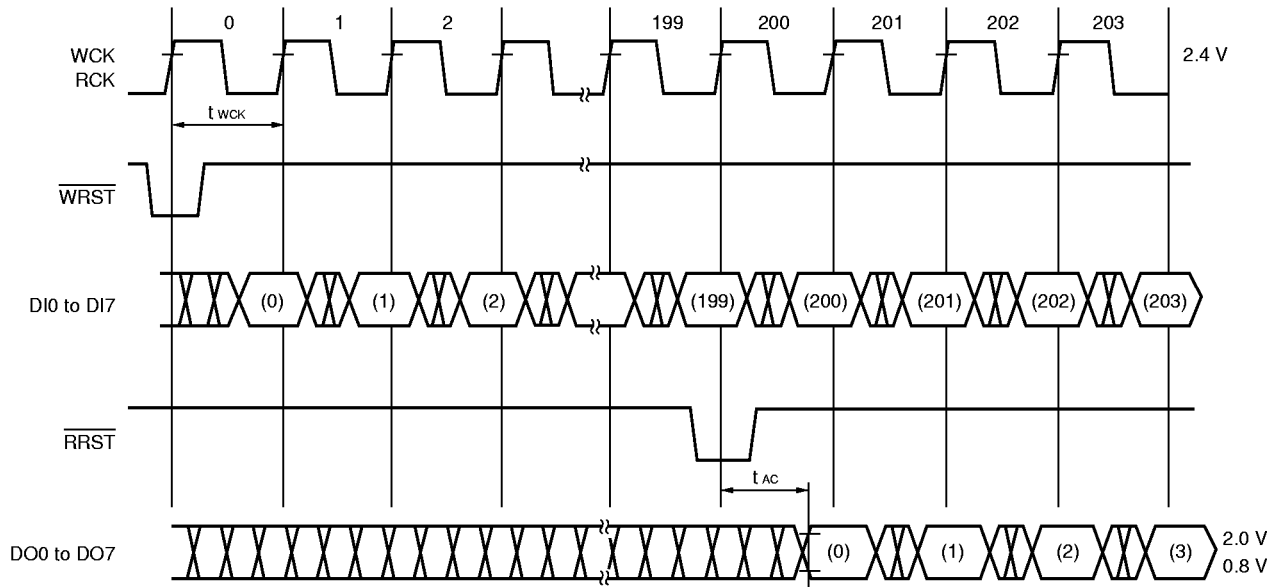 0 1 2 199 200 201 202 203
WCK
RCK
2.4 V
t WCK
WRST
DI0 to DI7 (0) (1) (2) (199) (200) (201) (202) (203)
RRST
t AC
DO0 to DO7 (0) (1) (2) (3)
2.0 V
0.8 V